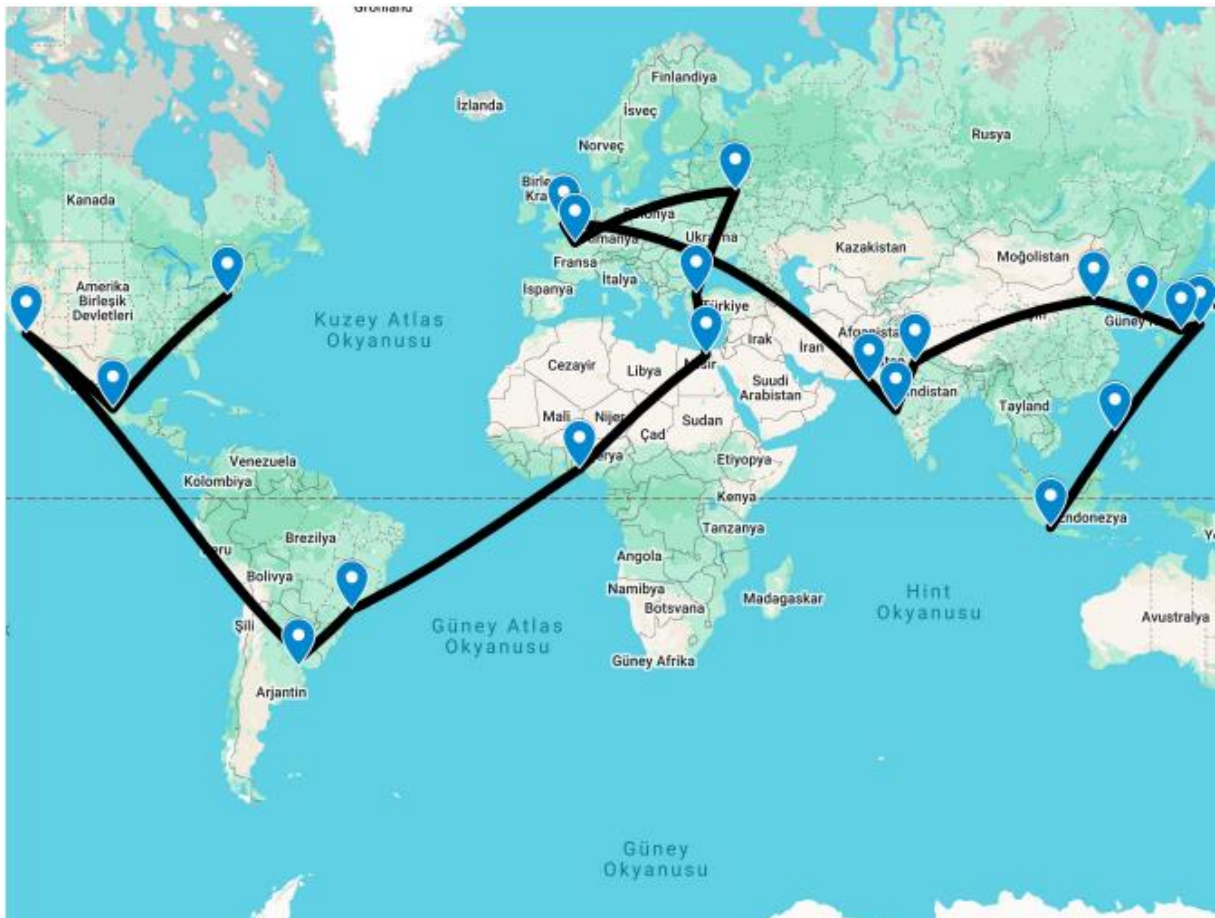 Grönland
İzlanda
Finlandiya
İsveç
Norveç
Rusya
Kanada
Ukrayna
Kazakistan
Moğolistan
Fransa
İtalya
İspanya
Türkiye
Amerika
Birleşik
Devletleri
Kuzey Atlas
Okyanusu
Irak
İran
Cezayir
Libya
Mısır
Suudi
Arabistan
Tayland
Mali
Nijer
Çad
Sudan
Etiyopya
Venezuela
Kolombiya
Kenya
Tanzanya
Endonezya
Brezilya
Bolivya
Angola
Namibya
Botsvana
Madagaskar
Hint
Okyanusu
Avustralya
Şili
Güney Atlas
Okyanusu
Güney Afrika
Arjantin
Güney
Okyanusu